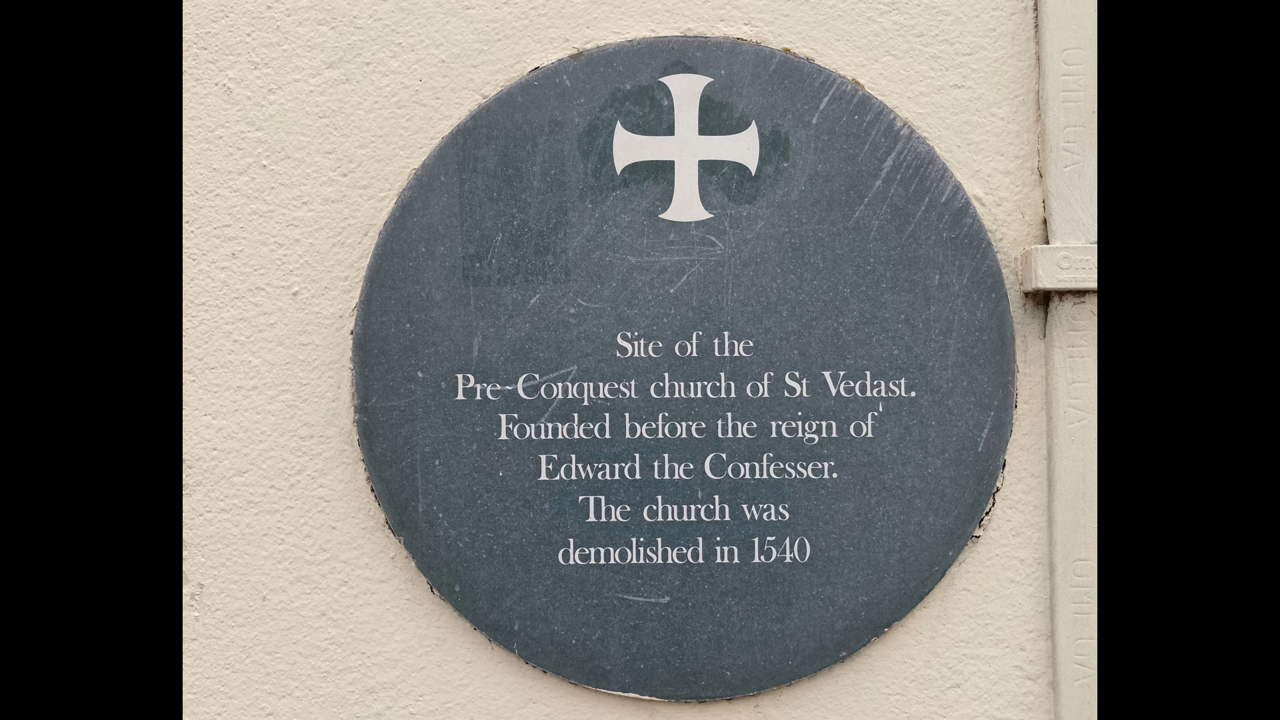 Site of the
Pre-Conquest church of St Vedast.
Founded before the reign of
Edward the Confesser.
The church was
demolished in 1540